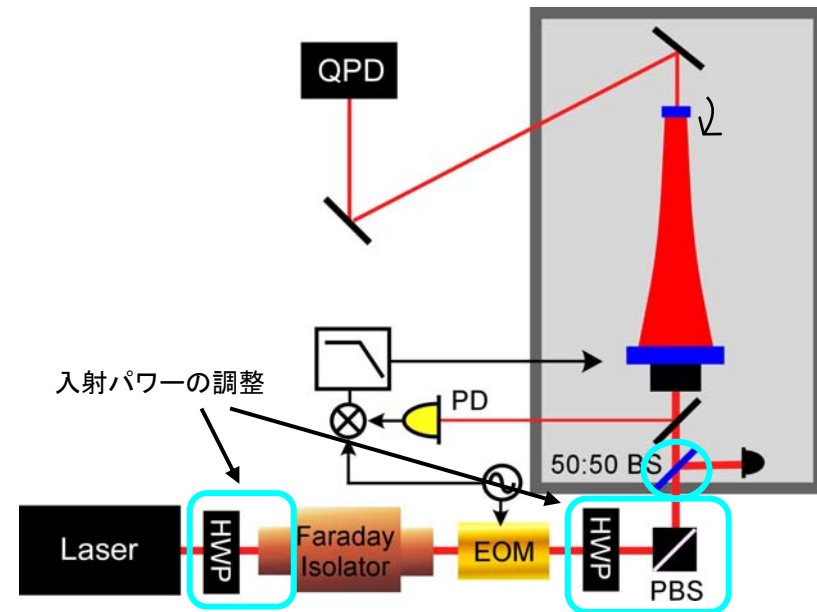 QPD
入射パワーの調整
PD
50:50 BS
Laser
HWP
Faraday
Isolator
EOM
HWP
PBS